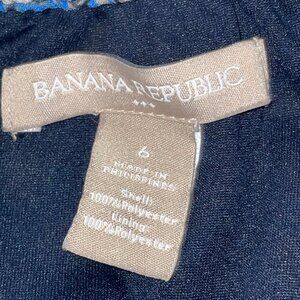 BANANA REPUBLIC
6
MADE IN
PHILIPPINES
Shell:
100% Polyester
Lining:
100% Polyester